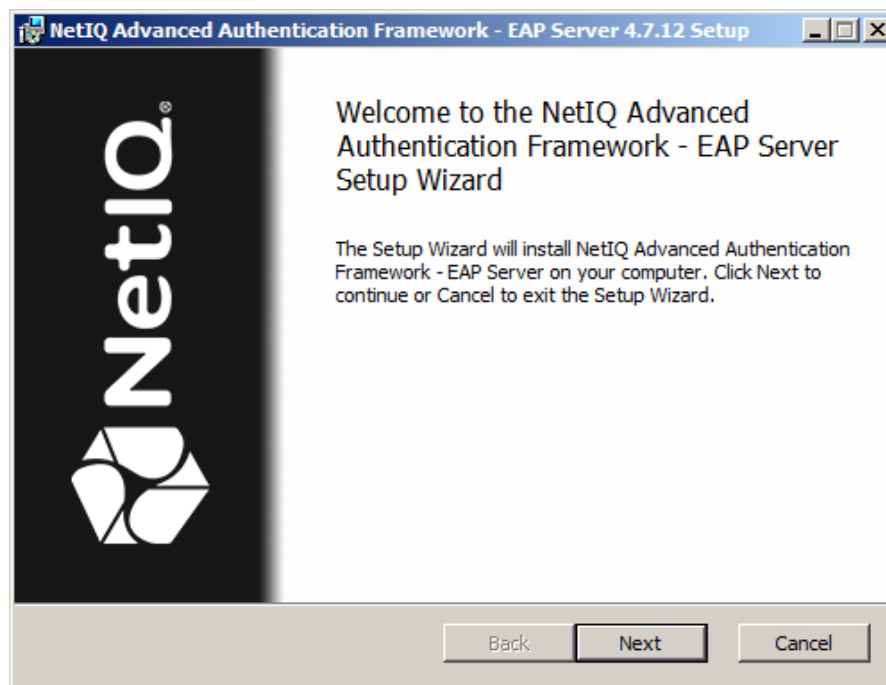 NetIQ Advanced Authentication Framework - EAP Server 4.7.12 Setup
NetIQ®
Welcome to the NetIQ Advanced
Authentication Framework - EAP Server
Setup Wizard
The Setup Wizard will install NetIQ Advanced Authentication
Framework - EAP Server on your computer. Click Next to
continue or Cancel to exit the Setup Wizard.
Back Next Cancel